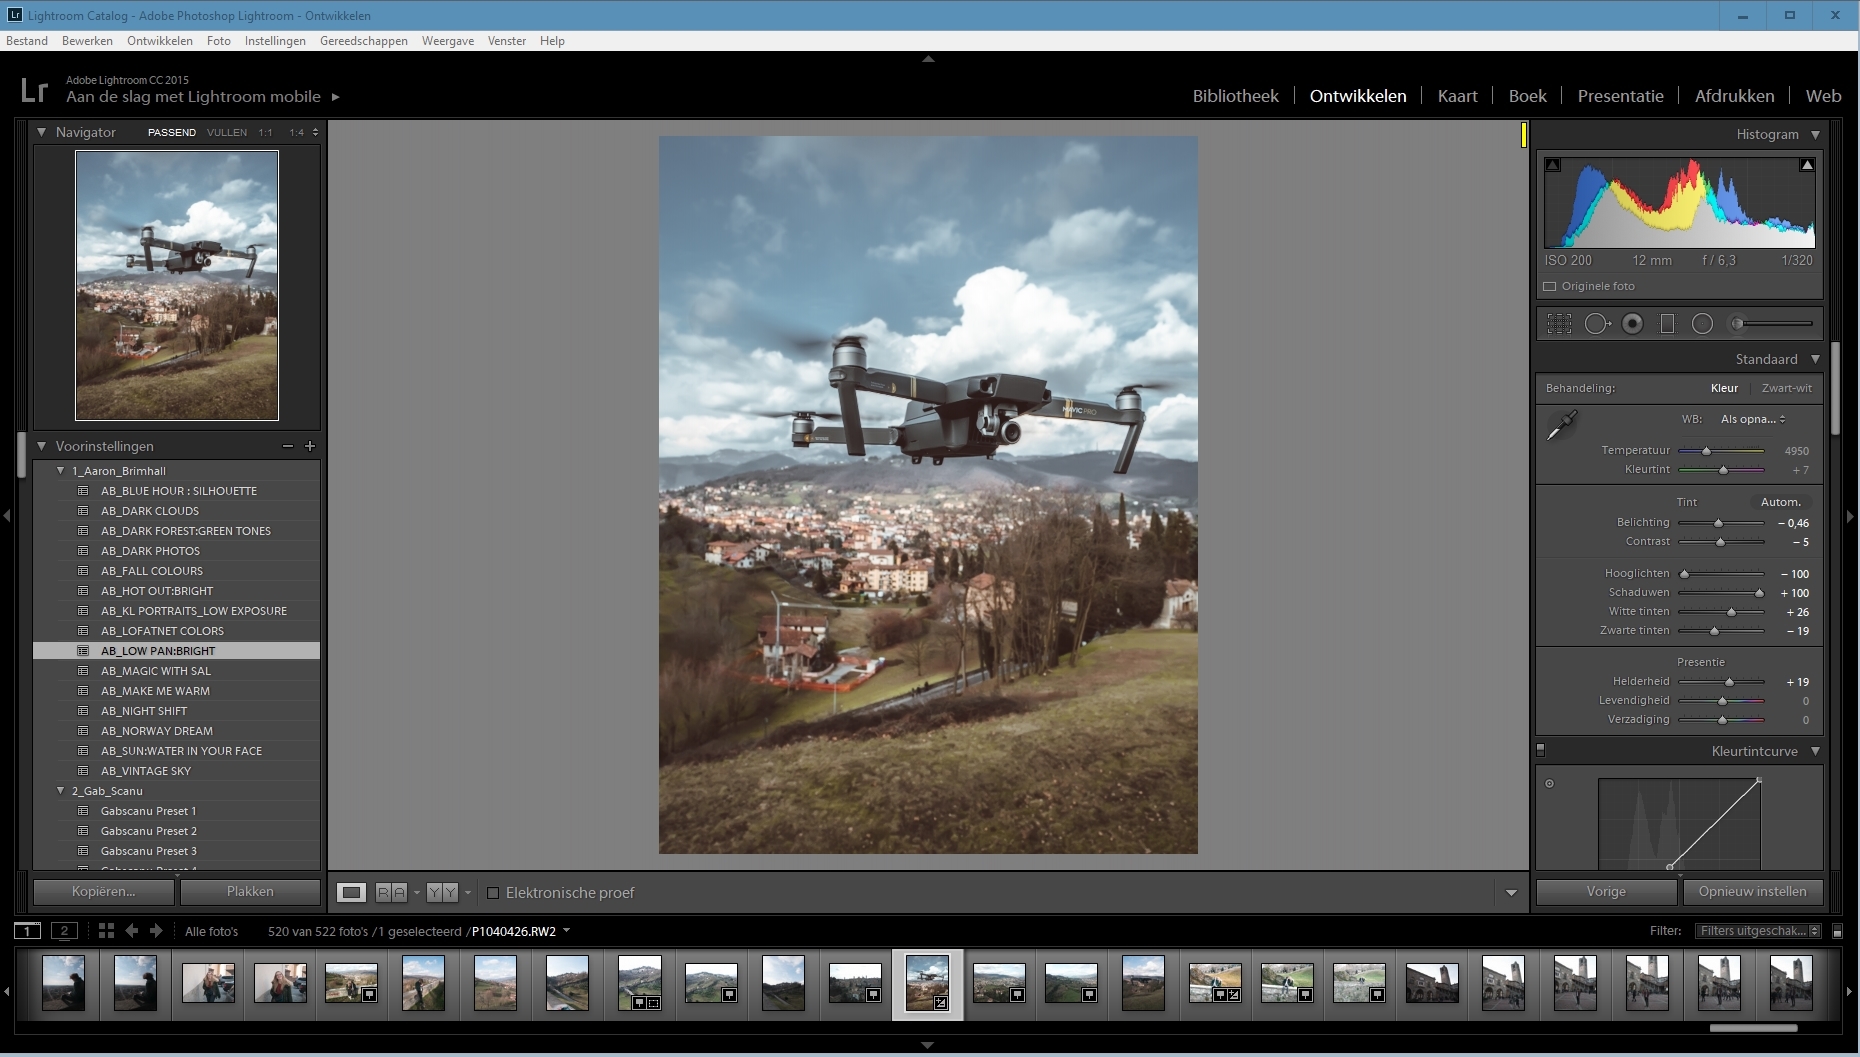 Lightroom Catalog - Adobe Photoshop Lightroom - Ontwikkelen
Bestand Bewerken Ontwikkelen Foto Instellingen Gereedschappen Weergave Venster Help
Lr
Adobe Lightroom CC 2015
Aan de slag met Lightroom mobile
Bibliotheek Ontwikkelen Kaart Boek Presentatie Afdrukken Web
Navigator PASSEND VULLEN 1:1 1:4
Voorinstellingen
1_Aaron_Brimhall
AB_BLUE HOUR : SILHOUETTE
AB_DARK CLOUDS
AB_DARK FOREST:GREEN TONES
AB_DARK PHOTOS
AB_FALL COLOURS
AB_HOT OUT:BRIGHT
AB_KL PORTRAITS_LOW EXPOSURE
AB_LOFATNET COLORS
AB_LOW PAN:BRIGHT
AB_MAGIC WITH SAL
AB_MAKE ME WARM
AB_NIGHT SHIFT
AB_NORWAY DREAM
AB_SUN:WATER IN YOUR FACE
AB_VINTAGE SKY
2_Gab_Scanu
Gabscanu Preset 1
Gabscanu Preset 2
Gabscanu Preset 3
Kopiëren... Plakken
MAVIC PRO
Histogram
ISO 200 12 mm f / 6,3 1/320
Originele foto
Standaard
Behandeling: Kleur Zwart-wit
WB: Als opna...
Temperatuur 4950
Kleurtint + 7
Tint Autom.
Belichting – 0,46
Contrast – 5
Hooglichten – 100
Schaduwen + 100
Witte tinten + 26
Zwarte tinten – 19
Presentie
Helderheid + 19
Levendigheid 0
Verzadiging 0
Kleurtintcurve
Vorige Opnieuw instellen
R A Y Y Elektronische proef
1 2 Alle foto's 520 van 522 foto's /1 geselecteerd /P1040426.RW2
Filter: Filters uitgeschak...